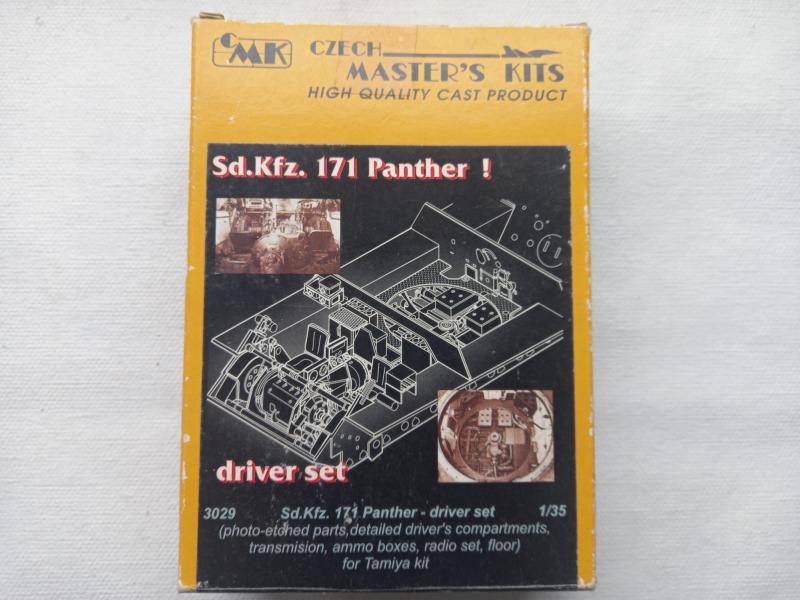 CMK
CZECH
MASTER'S KITS
HIGH QUALITY CAST PRODUCT
Sd.Kfz. 171 Panther !
driver set
3029 Sd.Kfz. 171 Panther - driver set 1/35
(photo-etched parts,detailed driver's compartments,
transmision, ammo boxes, radio set, floor)
for Tamiya kit